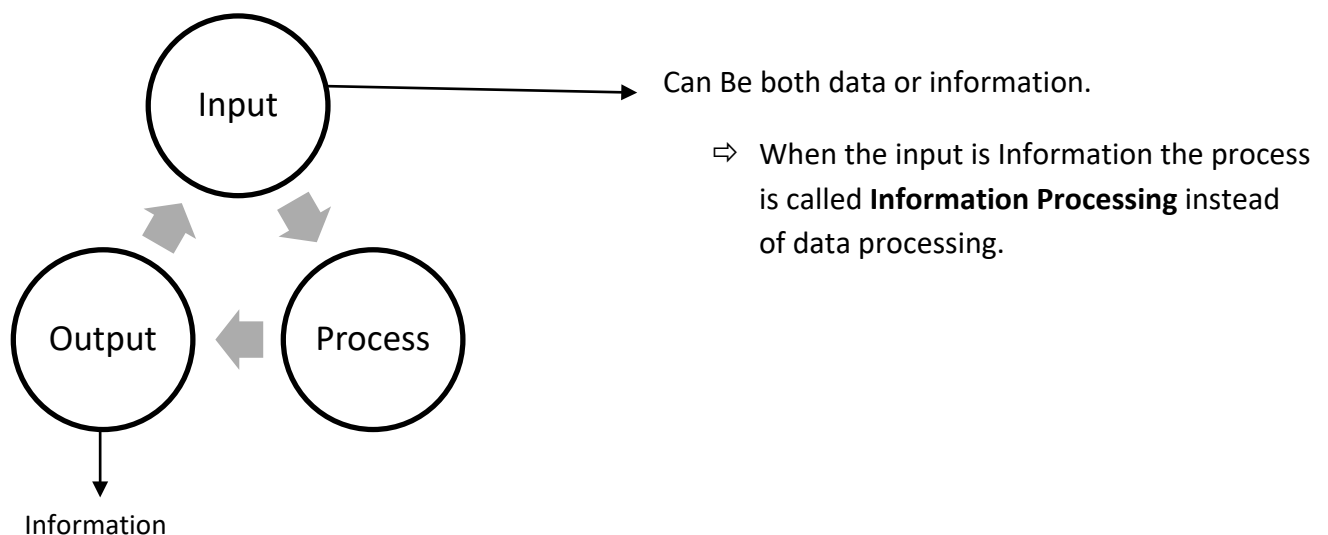 Input
Can Be both data or information.
⇨ When the input is Information the process
is called Information Processing instead
of data processing.
Output
Process
Information